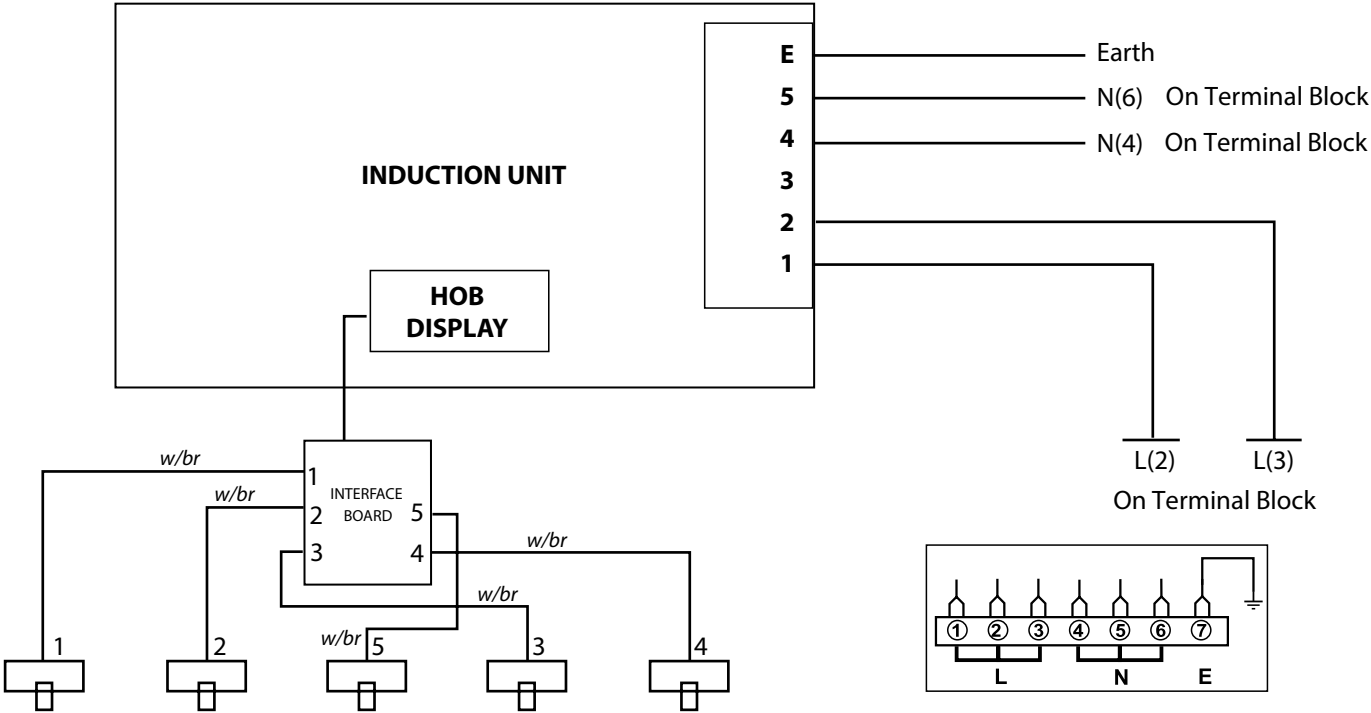 E Earth
5 N(6) On Terminal Block
4 N(4) On Terminal Block
INDUCTION UNIT
3
2
1
HOB
DISPLAY
L(2) L(3)
On Terminal Block
w/br
w/br
w/br
w/br
w/br
1
2
3
INTERFACE
BOARD
5
4
1 2 5 3 4
1 2 3 4 5 6 7
L N E